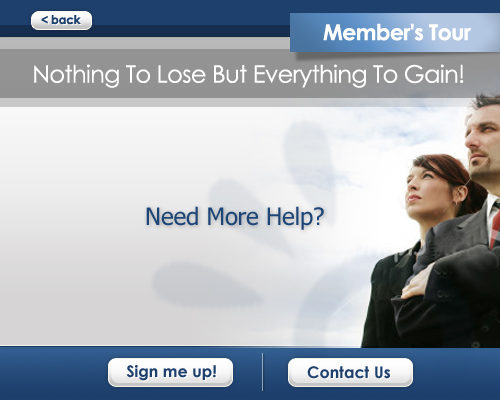 < back
Member's Tour
Nothing To Lose But Everything To Gain!
Need More Help?
Sign me up!
Contact Us